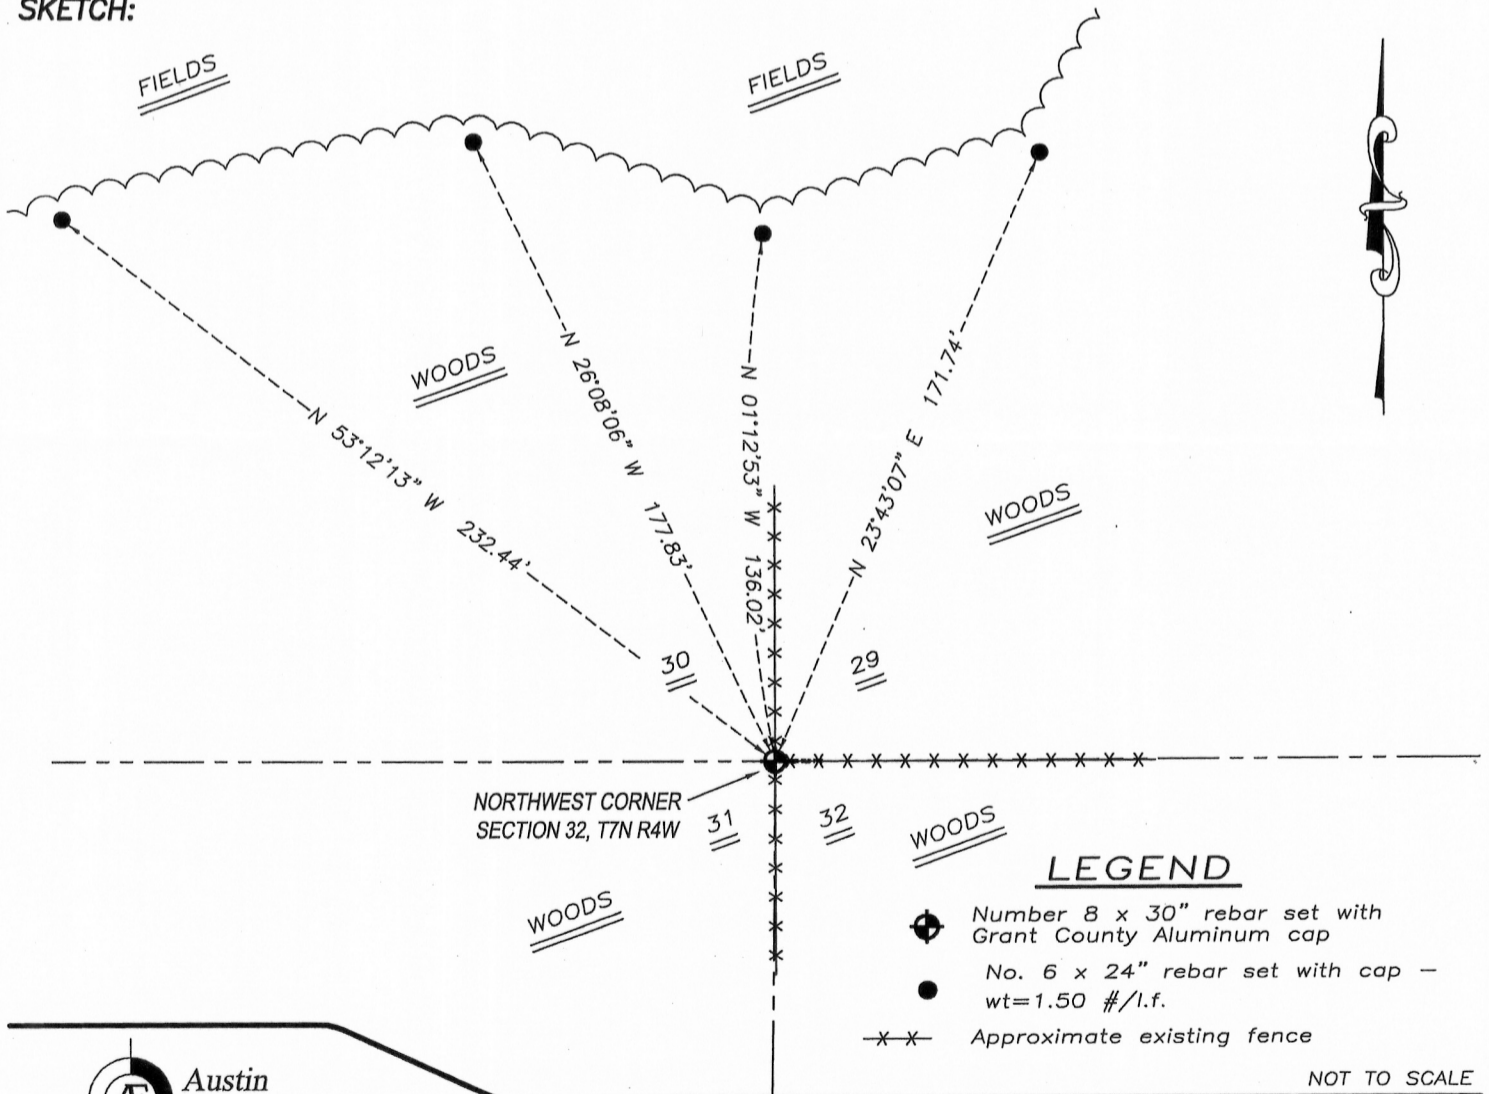 SKETCH:
FIELDS
FIELDS
WOODS
N 53°12'13" W 232.44'
N 26°08'06" W 177.83'
N 01°12'53" W 136.02'
N 23°43'07" E 171.74'
WOODS
30
29
NORTHWEST CORNER
SECTION 32, T7N R4W
31
32
WOODS
WOODS
LEGEND
Number 8 x 30" rebar set with
Grant County Aluminum cap
No. 6 x 24" rebar set with cap –
wt=1.50 #/l.f.
Approximate existing fence
NOT TO SCALE
Austin